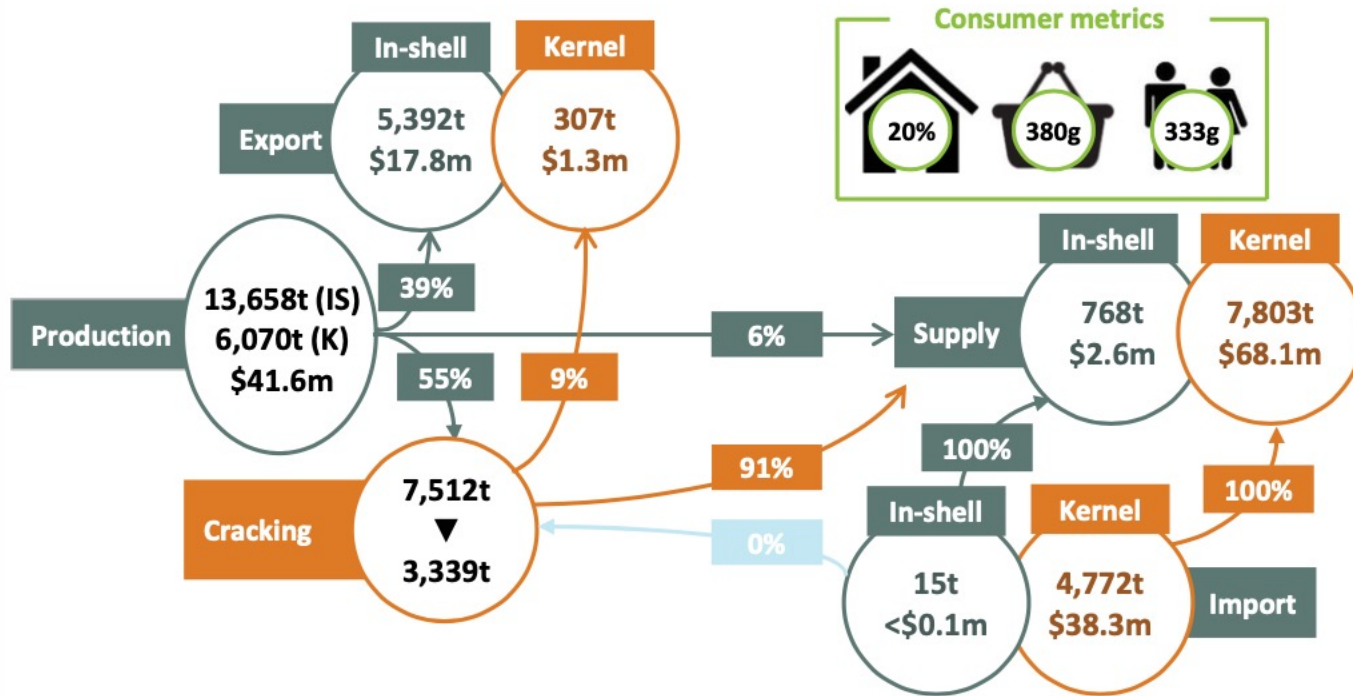 Consumer metrics
20%
380g
333g
In-shell
Kernel
Export
5,392t
$17.8m
307t
$1.3m
39%
Production
13,658t (IS)
6,070t (K)
$41.6m
6%
55%
9%
In-shell
Kernel
Supply
768t
$2.6m
7,803t
$68.1m
91%
100%
100%
Cracking
7,512t
▼
3,339t
0%
In-shell
Kernel
15t
<$0.1m
4,772t
$38.3m
Import